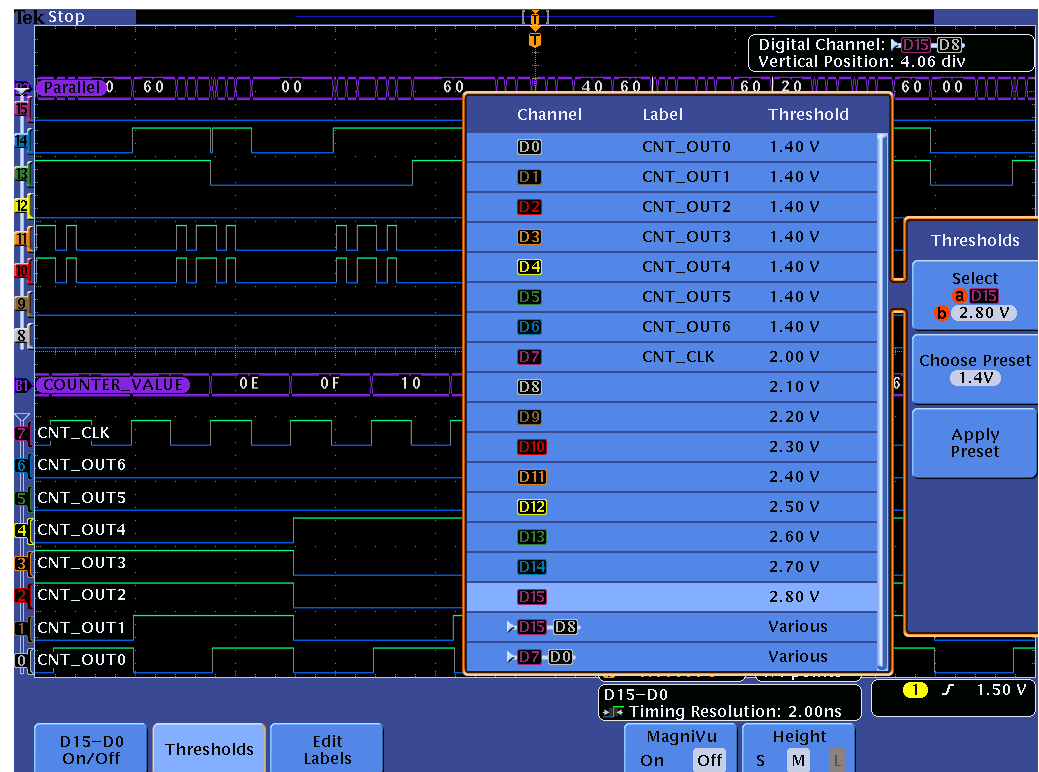 Tek Stop
[ T ]
T
Digital Channel: D15-D8
Vertical Position: 4.06 div
Parallel 0 60 00 60 40 60 60 20 60 00
15
14
13
12
11
10
9
8
Channel Label Threshold
D0 CNT_OUT0 1.40 V
D1 CNT_OUT1 1.40 V
D2 CNT_OUT2 1.40 V
D3 CNT_OUT3 1.40 V
D4 CNT_OUT4 1.40 V
D5 CNT_OUT5 1.40 V
D6 CNT_OUT6 1.40 V
D7 CNT_CLK 2.00 V
D8 2.10 V
D9 2.20 V
D10 2.30 V
D11 2.40 V
D12 2.50 V
D13 2.60 V
D14 2.70 V
D15 2.80 V
D15-D8 Various
D7-D0 Various
Thresholds
Select
a D15
b 2.80 V
Choose Preset
1.4V
Apply
Preset
B1 COUNTER_VALUE 0E 0F 10 6
7 CNT_CLK
6 CNT_OUT6
5 CNT_OUT5
4 CNT_OUT4
3 CNT_OUT3
2 CNT_OUT2
1 CNT_OUT1
0 CNT_OUT0
D15-D0
Timing Resolution: 2.00ns
1 1.50 V
D15-D0
On/Off
Thresholds
Edit
Labels
MagniVu
On Off
Height
S M L